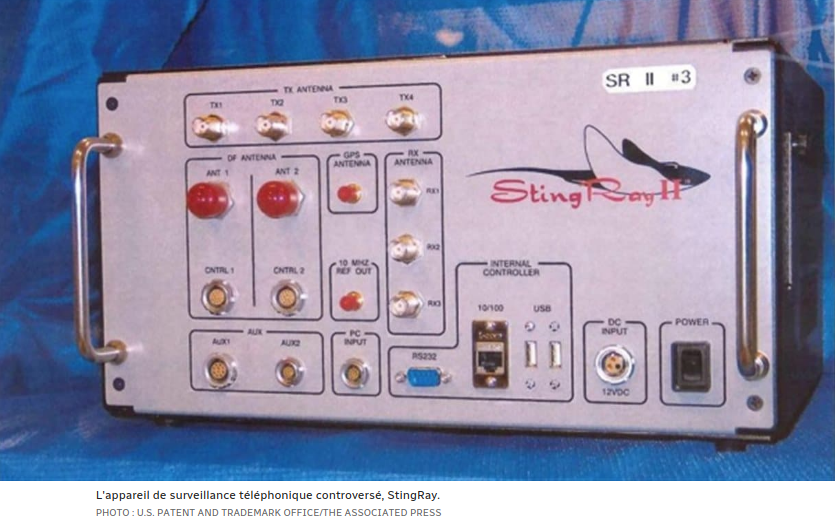 SR II #3
TX ANTENNA
TX1
TX2
TX3
TX4
DF ANTENNA
ANT 1
ANT 2
CNTRL 1
CNTRL 2
GPS
ANTENNA
10 MHZ
REF OUT
RX
ANTENNA
RX1
RX2
RX3
StingRay II
AUX
AUX1
AUX2
PC
INPUT
INTERNAL
CONTROLLER
10/100
USB
RS232
DC
INPUT
12VDC
POWER
L'appareil de surveillance téléphonique controversé, StingRay.
PHOTO : U.S. PATENT AND TRADEMARK OFFICE/THE ASSOCIATED PRESS